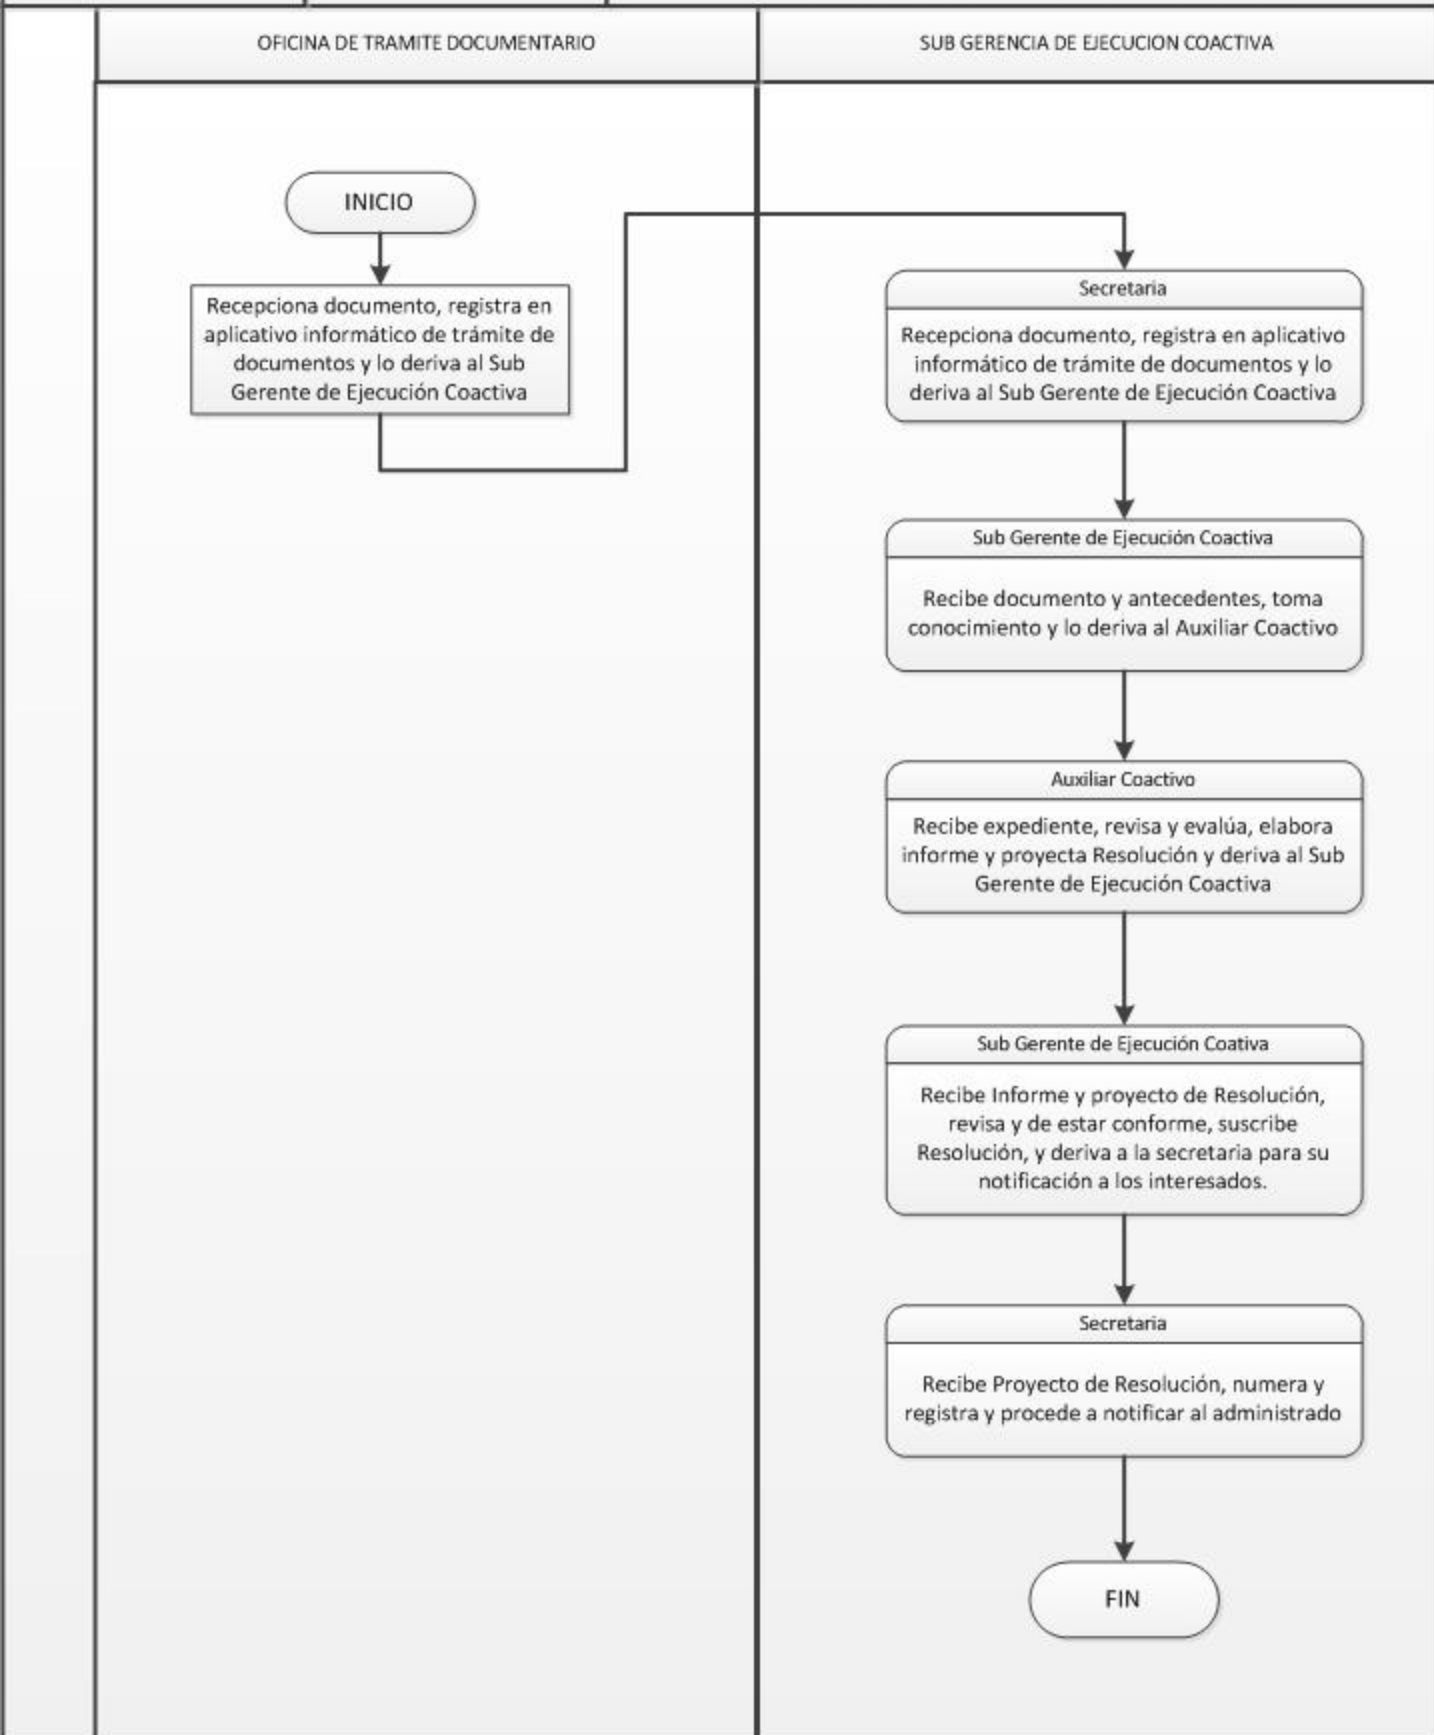 OFICINA DE TRAMITE DOCUMENTARIO
SUB GERENCIA DE EJECUCION COACTIVA
INICIO
Recepciona documento, registra en
aplicativo informático de trámite de
documentos y lo deriva al Sub
Gerente de Ejecución Coactiva
Secretaria
Recepciona documento, registra en aplicativo
informático de trámite de documentos y lo
deriva al Sub Gerente de Ejecución Coactiva
Sub Gerente de Ejecución Coactiva
Recibe documento y antecedentes, toma
conocimiento y lo deriva al Auxiliar Coactivo
Auxiliar Coactivo
Recibe expediente, revisa y evalúa, elabora
informe y proyecta Resolución y deriva al Sub
Gerente de Ejecución Coactiva
Sub Gerente de Ejecución Coativa
Recibe Informe y proyecto de Resolución,
revisa y de estar conforme, suscribe
Resolución, y deriva a la secretaria para su
notificación a los interesados.
Secretaria
Recibe Proyecto de Resolución, numera y
registra y procede a notificar al administrado
FIN